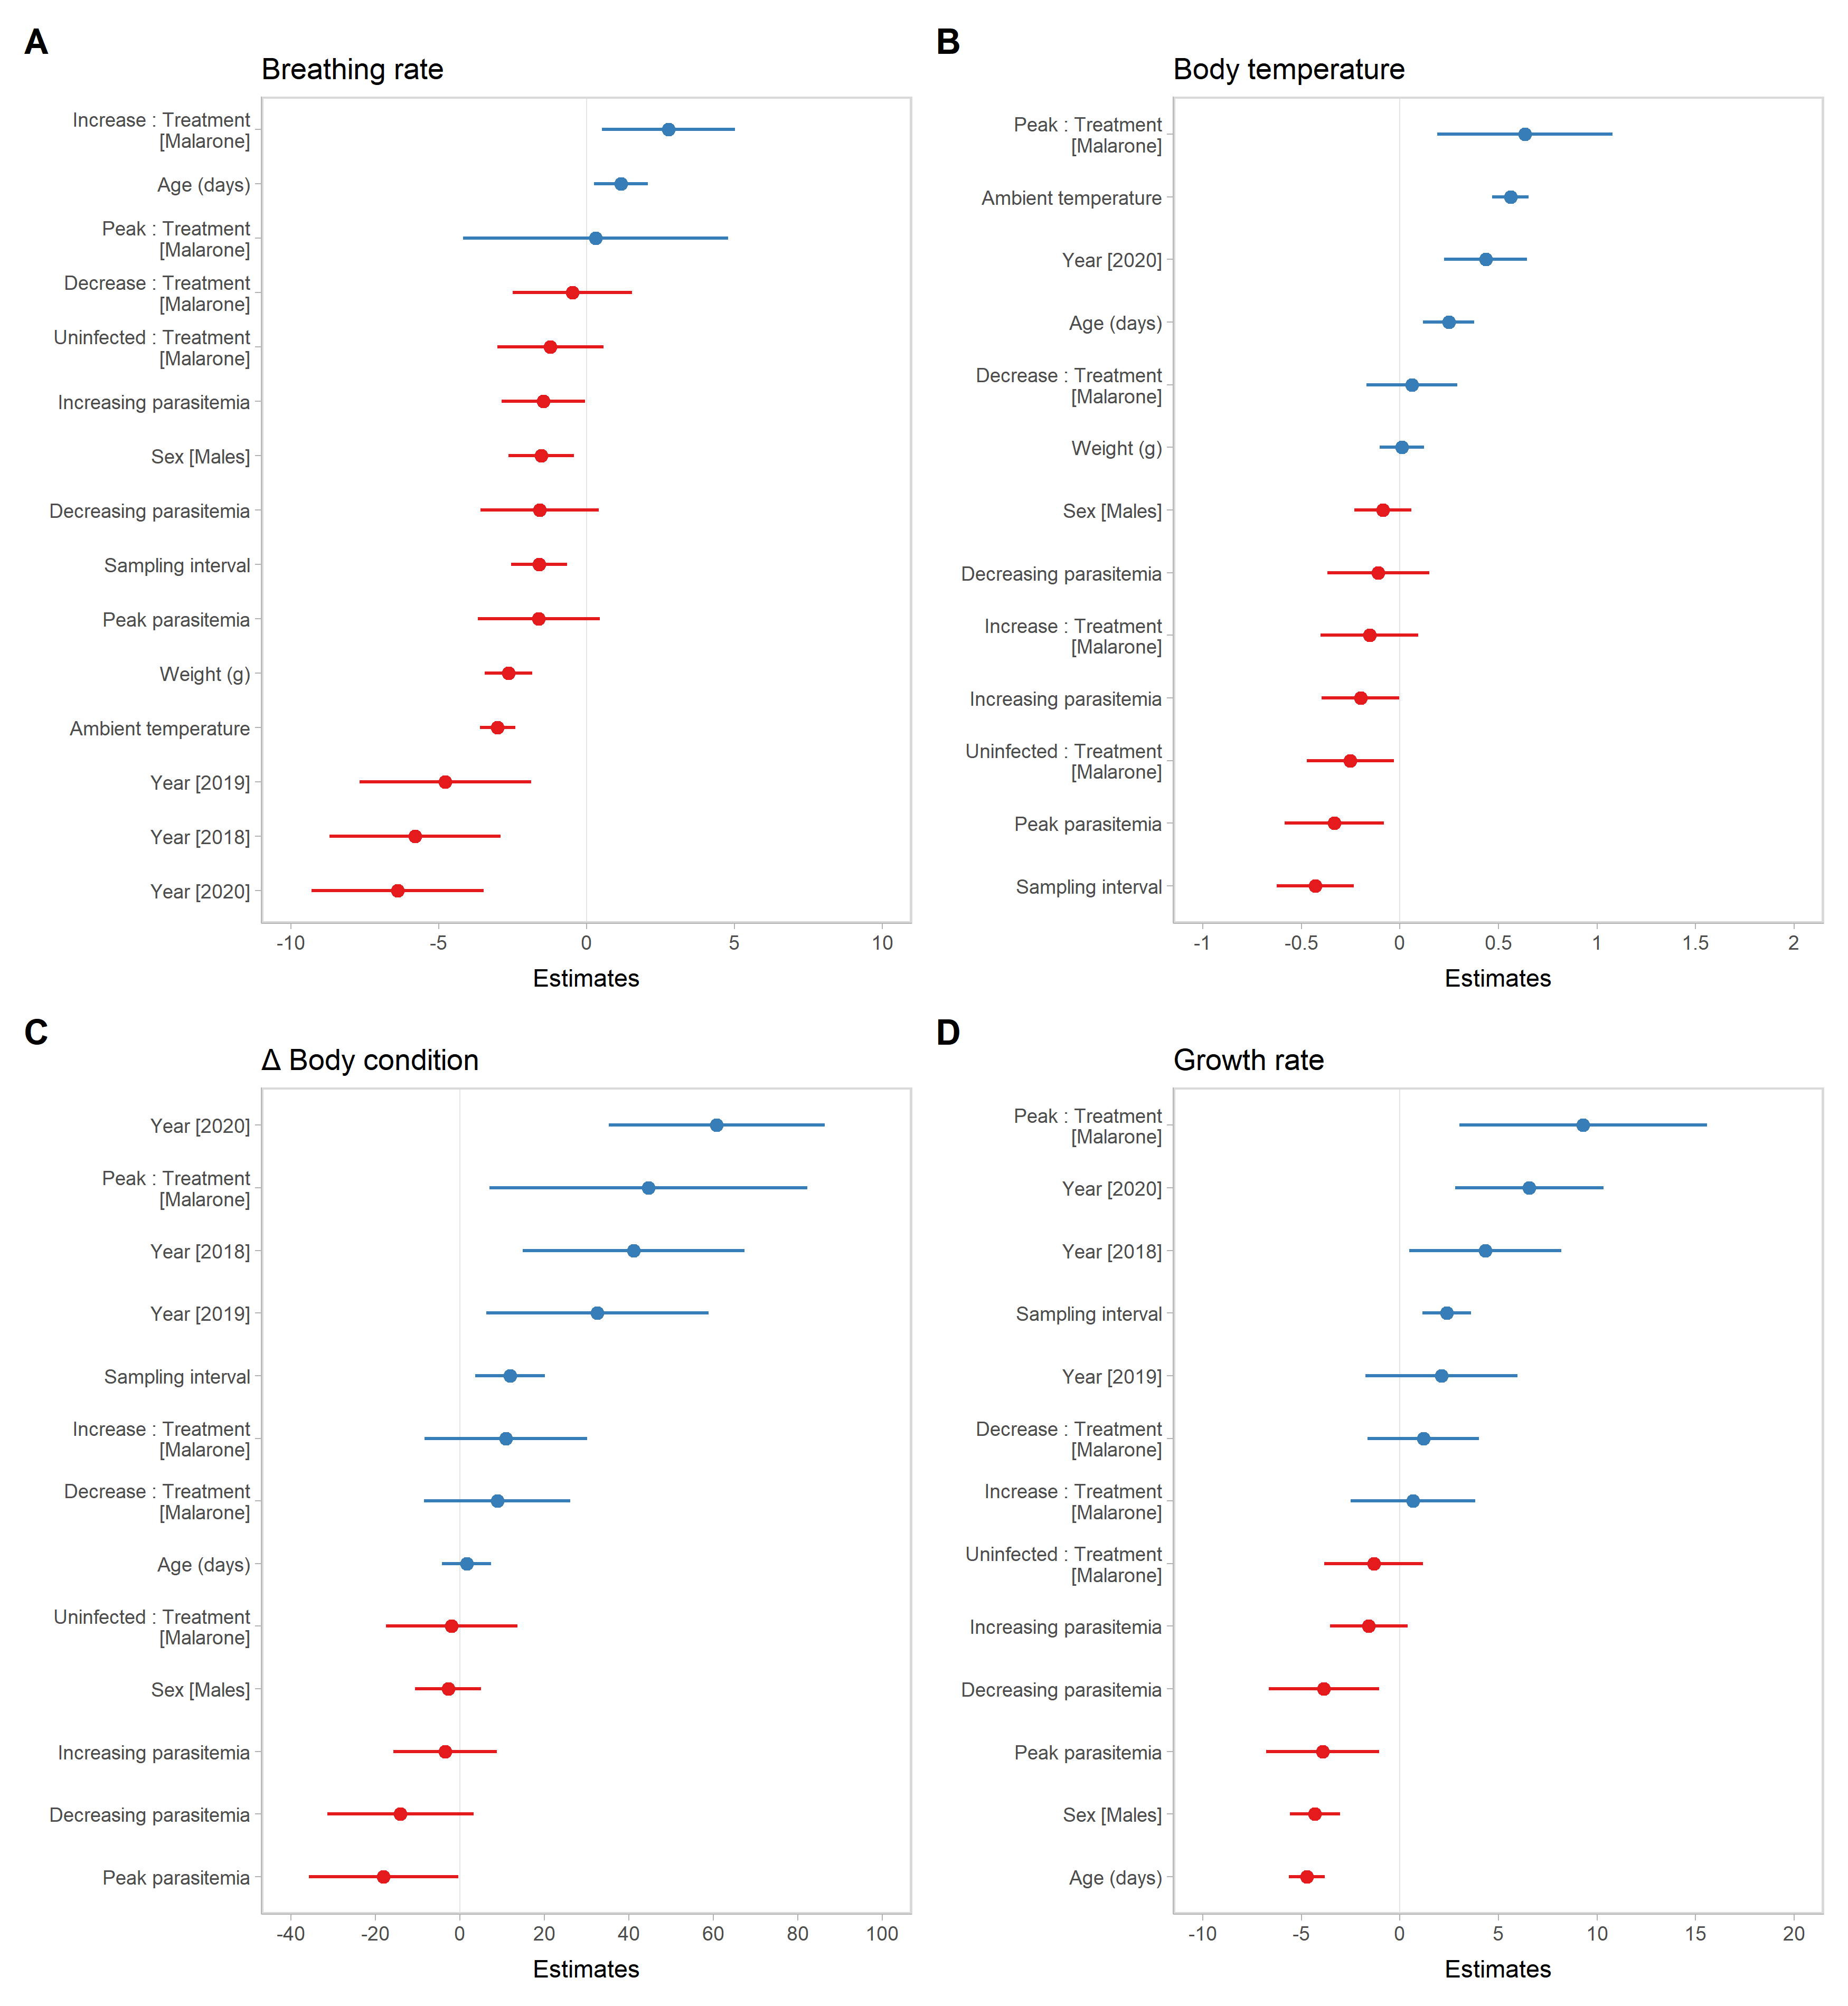 A
Breathing rate
Increase : Treatment
[Malarone]
Age (days)
Peak : Treatment
[Malarone]
Decrease : Treatment
[Malarone]
Uninfected : Treatment
[Malarone]
Increasing parasitemia
Sex [Males]
Decreasing parasitemia
Sampling interval
Peak parasitemia
Weight (g)
Ambient temperature
Year [2019]
Year [2018]
Year [2020]
-10 -5 0 5 10
Estimates
B
Body temperature
Peak : Treatment
[Malarone]
Ambient temperature
Year [2020]
Age (days)
Decrease : Treatment
[Malarone]
Weight (g)
Sex [Males]
Decreasing parasitemia
Increase : Treatment
[Malarone]
Increasing parasitemia
Uninfected : Treatment
[Malarone]
Peak parasitemia
Sampling interval
-1 -0.5 0 0.5 1 1.5 2
Estimates
C
Δ Body condition
Year [2020]
Peak : Treatment
[Malarone]
Year [2018]
Year [2019]
Sampling interval
Increase : Treatment
[Malarone]
Decrease : Treatment
[Malarone]
Age (days)
Uninfected : Treatment
[Malarone]
Sex [Males]
Increasing parasitemia
Decreasing parasitemia
Peak parasitemia
-40 -20 0 20 40 60 80 100
Estimates
D
Growth rate
Peak : Treatment
[Malarone]
Year [2020]
Year [2018]
Sampling interval
Year [2019]
Decrease : Treatment
[Malarone]
Increase : Treatment
[Malarone]
Uninfected : Treatment
[Malarone]
Increasing parasitemia
Decreasing parasitemia
Peak parasitemia
Sex [Males]
Age (days)
-10 -5 0 5 10 15 20
Estimates